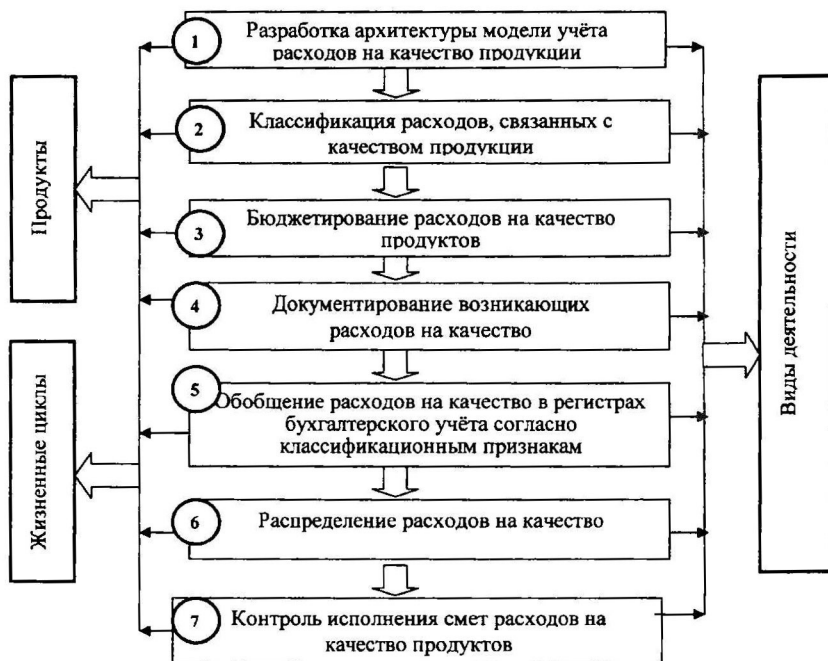 1
Разработка архитектуры модели учёта
расходов на качество продукции
2
Классификация расходов, связанных с
качеством продукции
3
Бюджетирование расходов на качество
продуктов
4
Документирование возникающих
расходов на качество
5
Обобщение расходов на качество в регистрах
бухгалтерского учёта согласно
классификационным признакам
6
Распределение расходов на качество
7
Контроль исполнения смет расходов на
качество продуктов
Продукты
Жизненные циклы
Виды деятельности